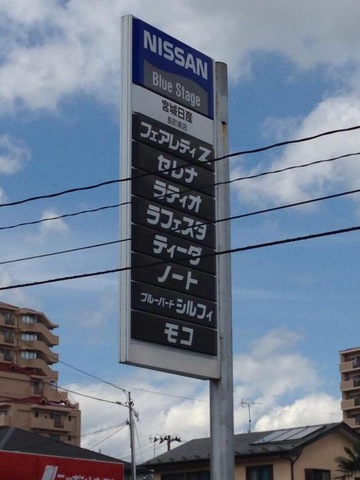 NISSAN
Blue Stage
宮城日産
フェアレディZ
セレナ
ラティオ
ラフェスタ
ティーダ
ノート
ブルーバード シルフィ
モコ